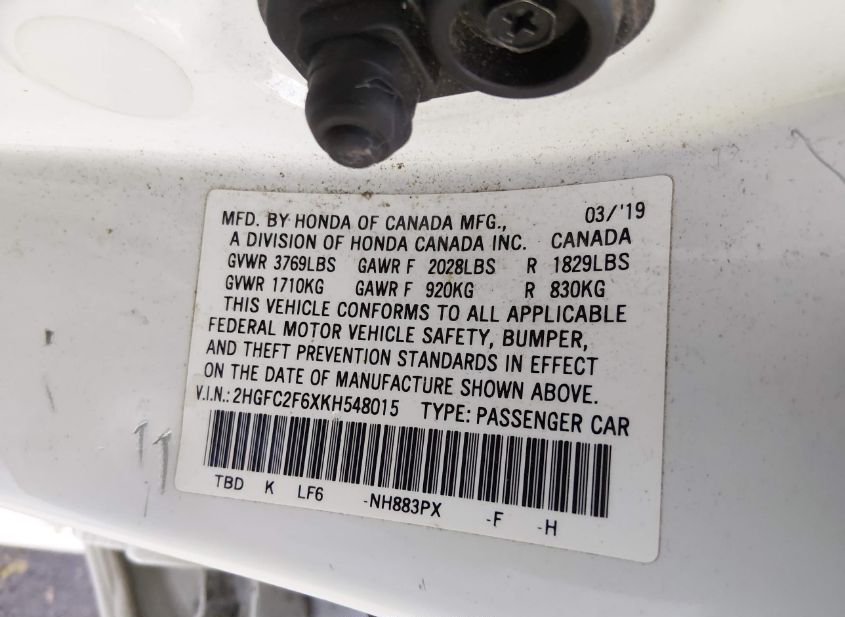 MFD. BY HONDA OF CANADA MFG., 03/'19
A DIVISION OF HONDA CANADA INC. CANADA
GVWR 3769LBS GAWR F 2028LBS R 1829LBS
GVWR 1710KG GAWR F 920KG R 830KG
THIS VEHICLE CONFORMS TO ALL APPLICABLE
FEDERAL MOTOR VEHICLE SAFETY, BUMPER,
AND THEFT PREVENTION STANDARDS IN EFFECT
ON THE DATE OF MANUFACTURE SHOWN ABOVE.
V.I.N.: 2HGFC2F6XKH548015 TYPE: PASSENGER CAR
TBD K LF6 -NH883PX -F -H
11